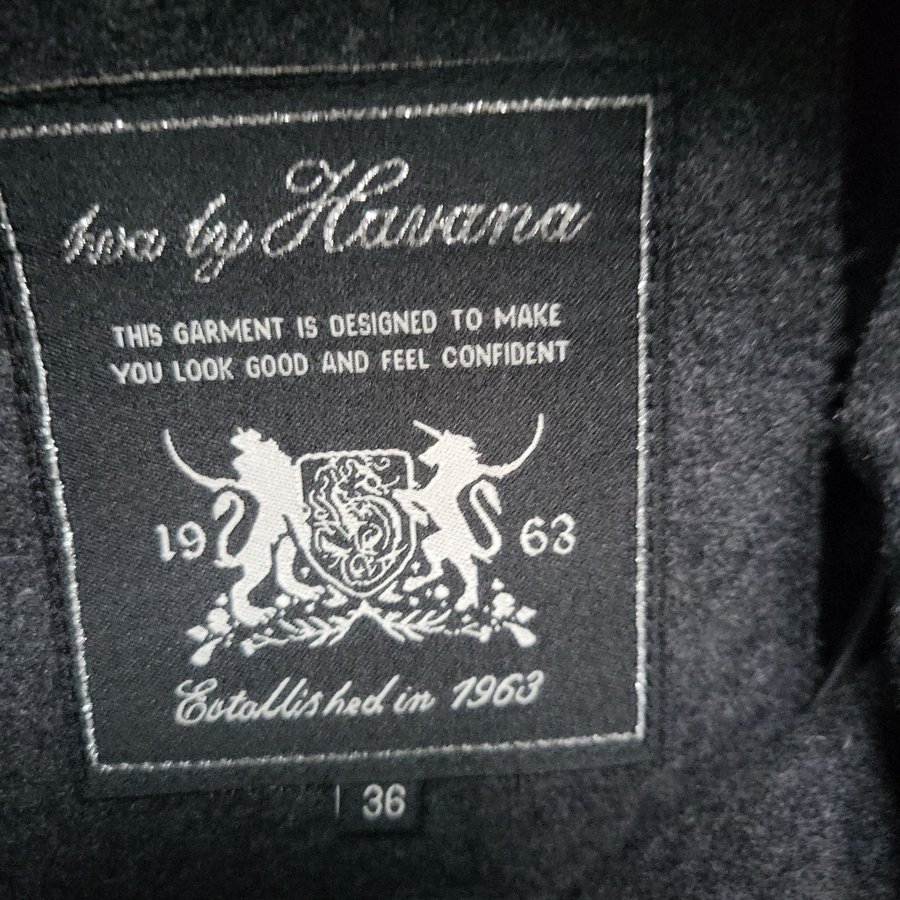 by Havana
THIS GARMENT IS DESIGNED TO MAKE
YOU LOOK GOOD AND FEEL CONFIDENT
19 63
Established in 1963
36